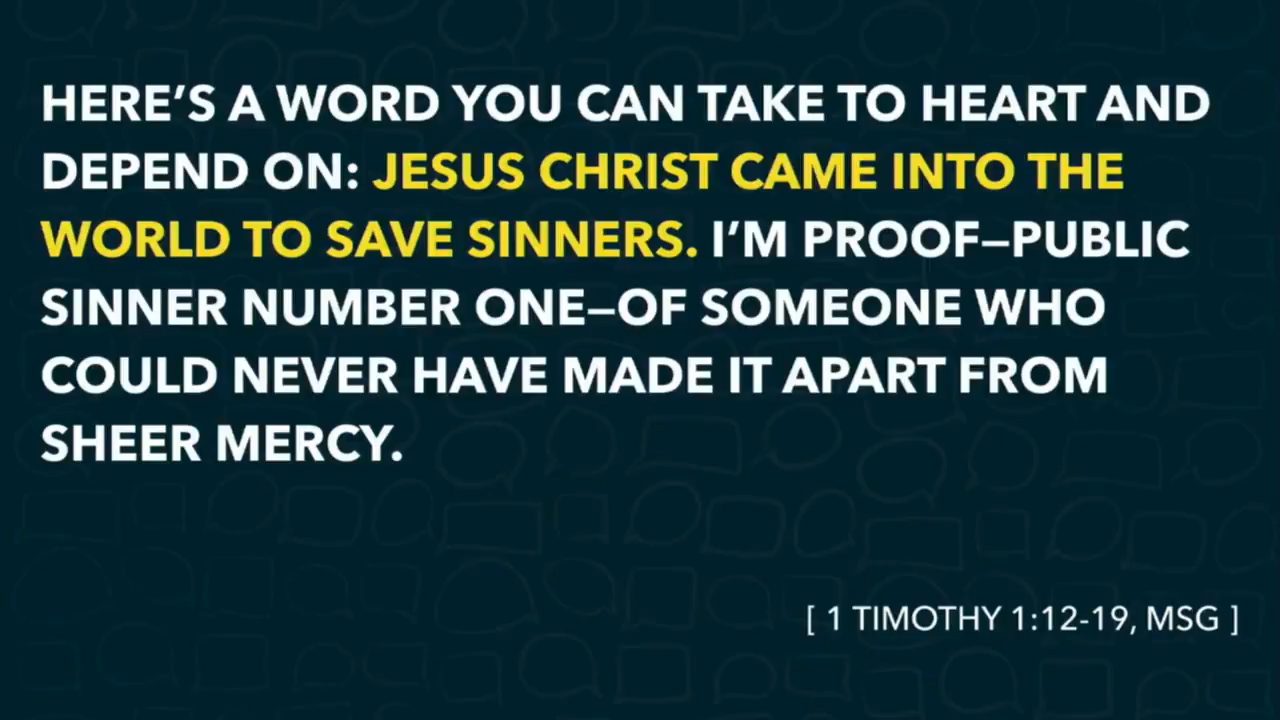 HERE’S A WORD YOU CAN TAKE TO HEART AND
DEPEND ON: JESUS CHRIST CAME INTO THE
WORLD TO SAVE SINNERS. I’M PROOF–PUBLIC
SINNER NUMBER ONE–OF SOMEONE WHO
COULD NEVER HAVE MADE IT APART FROM
SHEER MERCY.
[ 1 TIMOTHY 1:12-19, MSG ]